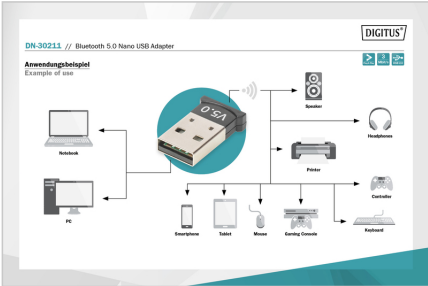 DIGITUS®
DN-30211 // Bluetooth 5.0 Nano USB Adapter
Anwendungsbeispiel
Example of use
V5.0
Speaker
Headphones
Notebook
Printer
Controller
PC
Smartphone
Tablet
Mouse
Gaming Console
Keyboard